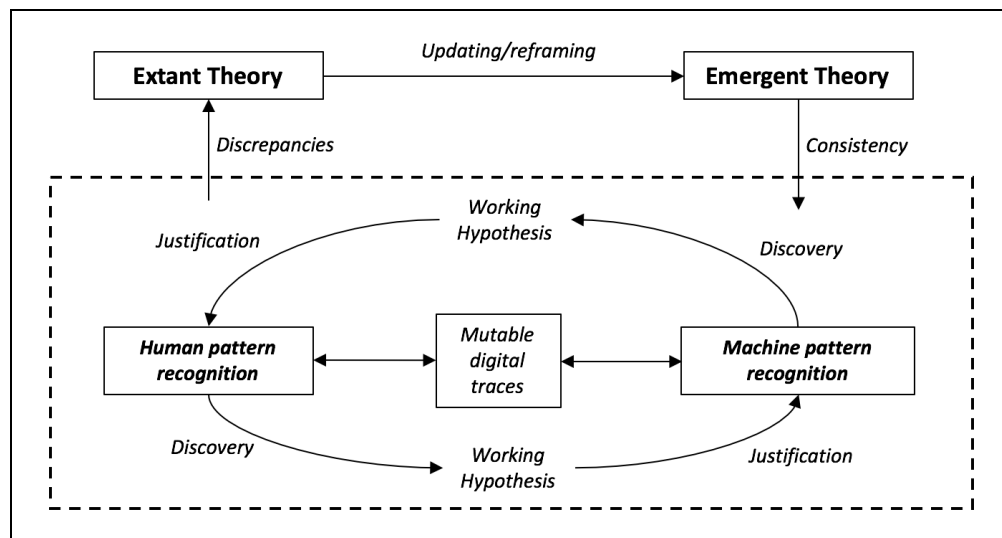 Updating/reframing
Extant Theory
Emergent Theory
Discrepancies
Consistency
Working
Hypothesis
Justification
Discovery
Human pattern
recognition
Mutable
digital
traces
Machine pattern
recognition
Discovery
Working
Hypothesis
Justification